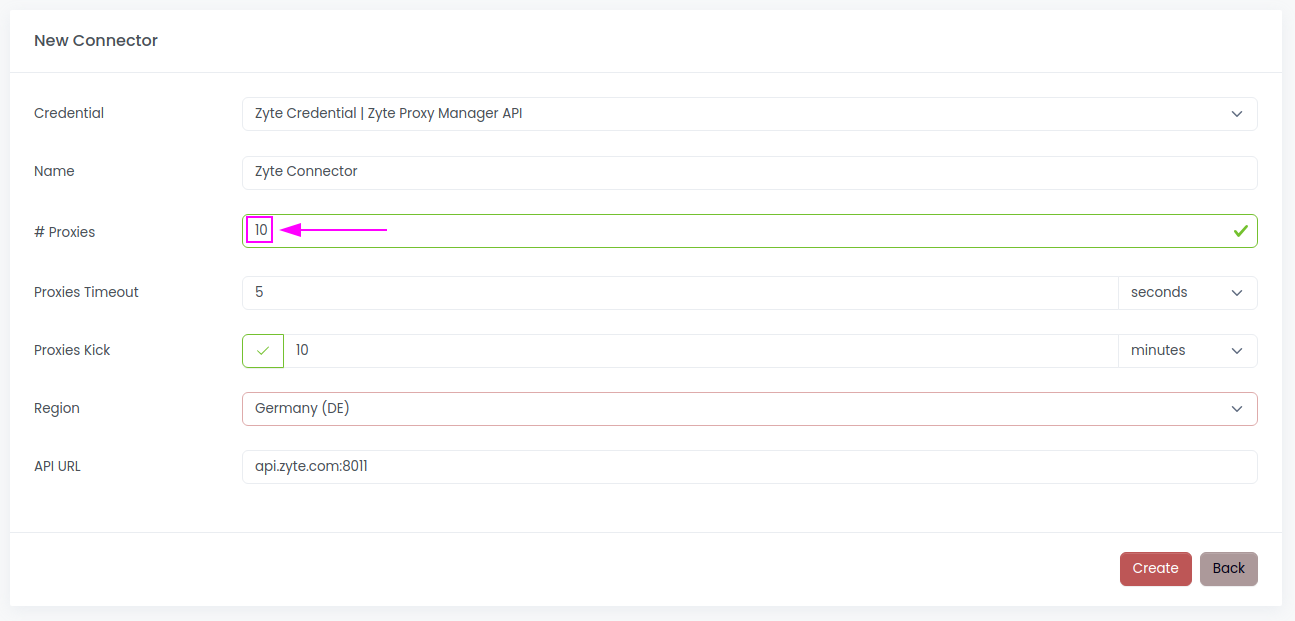 New Connector
Credential
Zyte Credential | Zyte Proxy Manager API
Name
Zyte Connector
# Proxies
10
Proxies Timeout
5
seconds
Proxies Kick
10
minutes
Region
Germany (DE)
API URL
api.zyte.com:8011
Create
Back